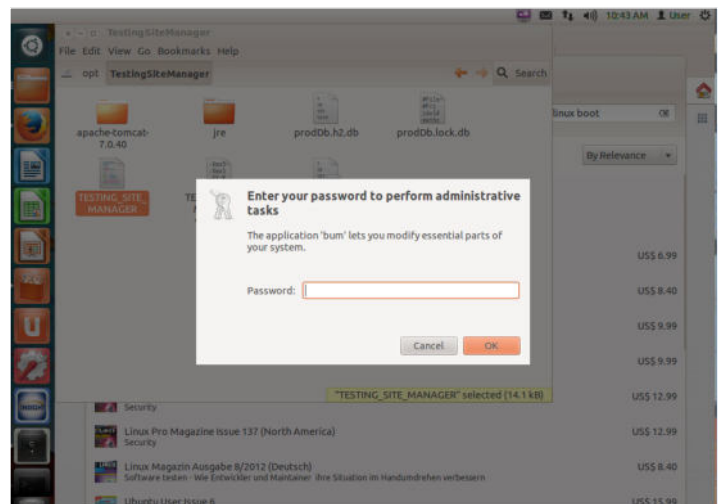 10:43 AM User
TestingSiteManager
File Edit View Go Bookmarks Help
opt TestingSiteManager Search
linux boot
apache-tomcat-
7.0.40
jre
prodDb.h2.db
prodDb.lock.db
By Relevance
TESTING_SITE_
MANAGER
TE
Enter your password to perform administrative
tasks
The application 'bum' lets you modify essential parts of
your system.
Password:
Cancel OK
US$ 6.99
US$ 8.40
US$ 9.99
US$ 9.99
US$ 12.99
"TESTING_SITE_MANAGER" selected (14.1 kB)
Security
Linux Pro Magazine Issue 137 (North America)
Security
US$ 12.99
Linux Magazin Ausgabe 8/2012 (Deutsch)
Software testen - Wie Entwickler und Maintainer ihre Situation im Handumdrehen verbessern
US$ 8.40
Ubuntu User Issue 6
US$ 15.99